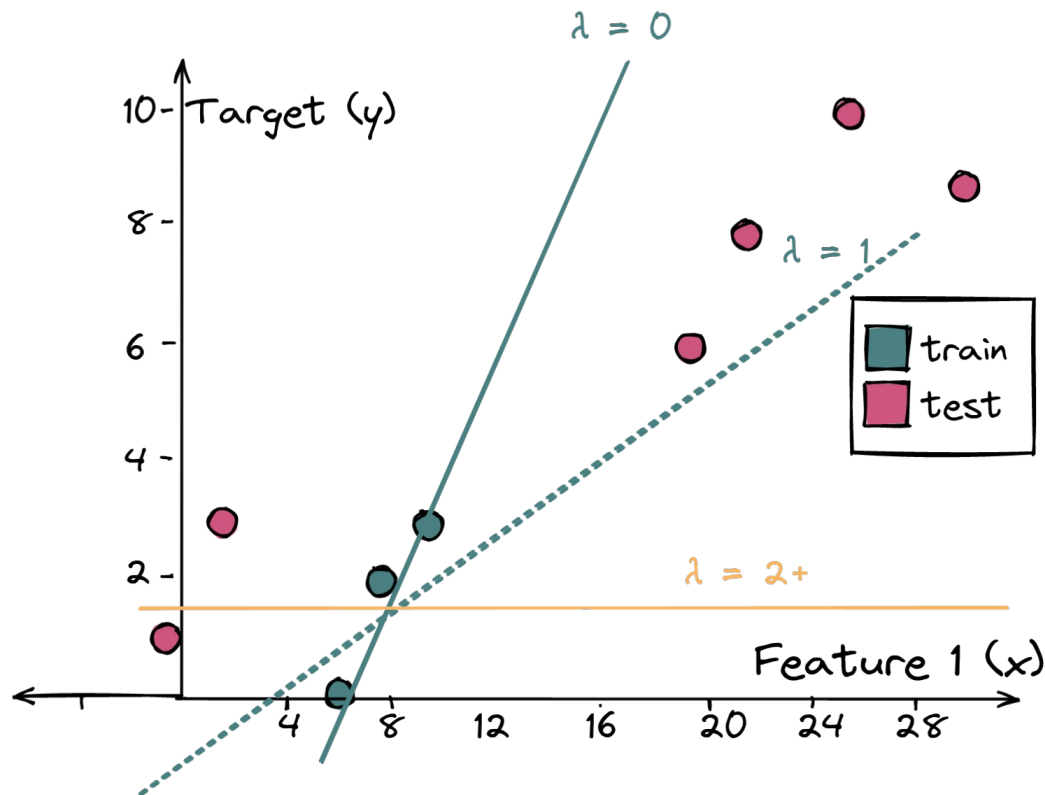 λ = 0
10-
Target (y)
8-
λ = 1
6-
train
test
4-
2-
λ = 2+
Feature 1 (x)
4 8 12 16 20 24 28